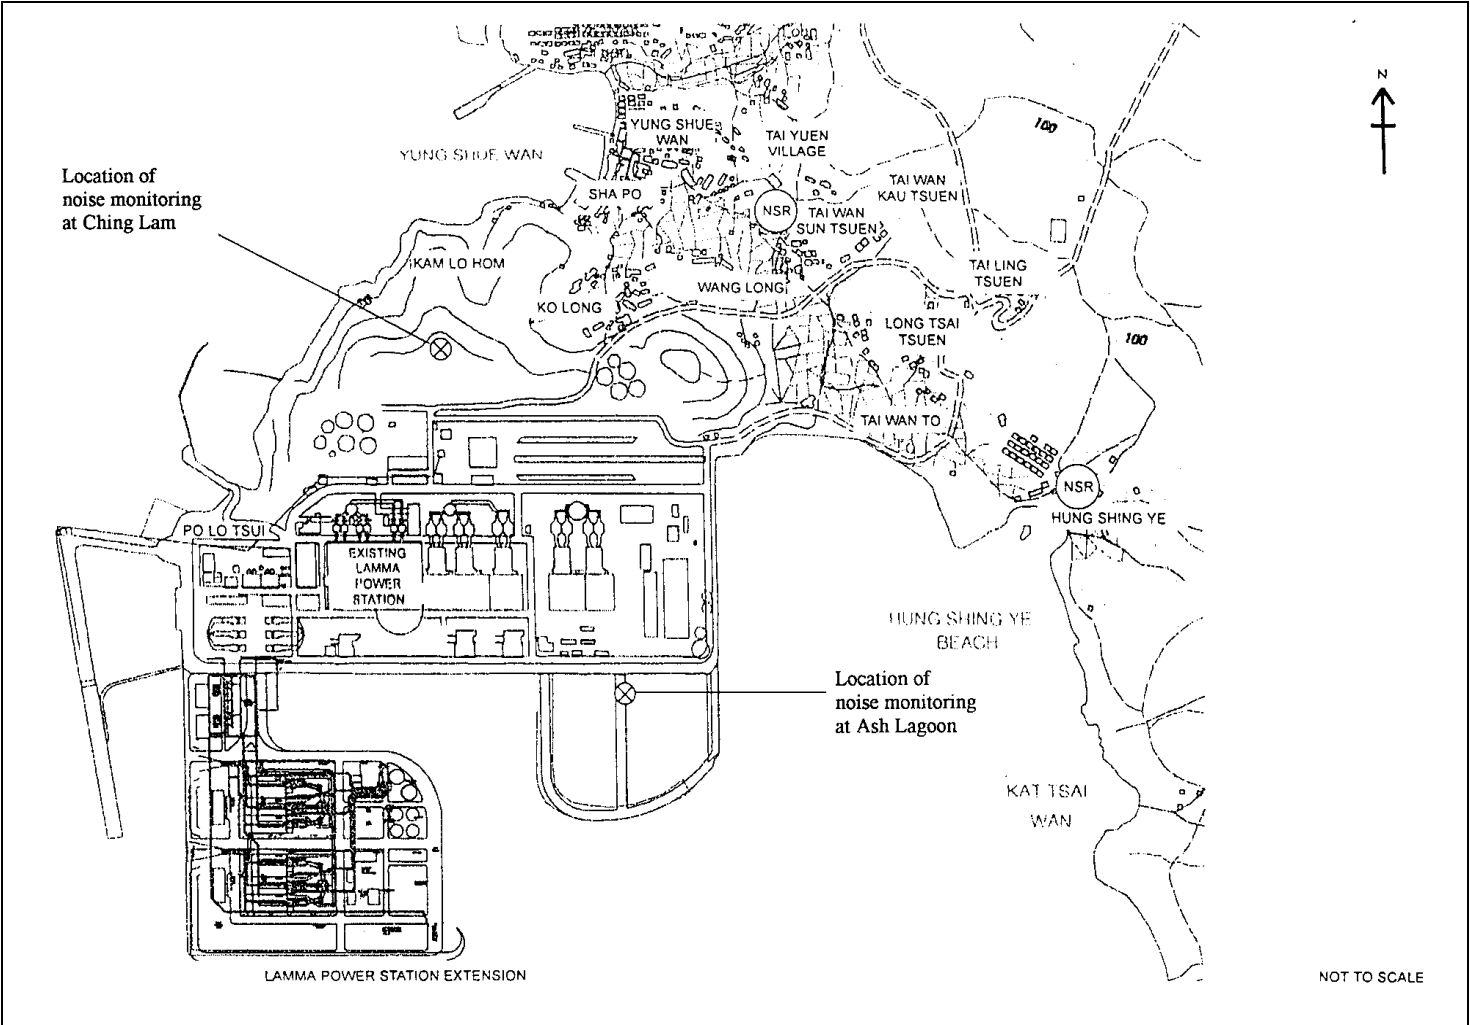 N
100
YUNG SHUE
WAN
TAI YUEN
VILLAGE
YUNG SHUE WAN
Location of
noise monitoring
at Ching Lam
SHA PO
TAI WAN
KAU TSUEN
NSR
TAI WAN
SUN TSUEN
KAM LO HOM
TAI LING
TSUEN
WANG LONG
KO LONG
LONG TSAI
TSUEN
100
TAI WAN TO
NSR
HUNG SHING YE
PO LO TSUI
EXISTING
LAMMA
POWER
STATION
HUNG SHING YE
BEACH
Location of
noise monitoring
at Ash Lagoon
KAT TSAI
WAN
LAMMA POWER STATION EXTENSION
NOT TO SCALE